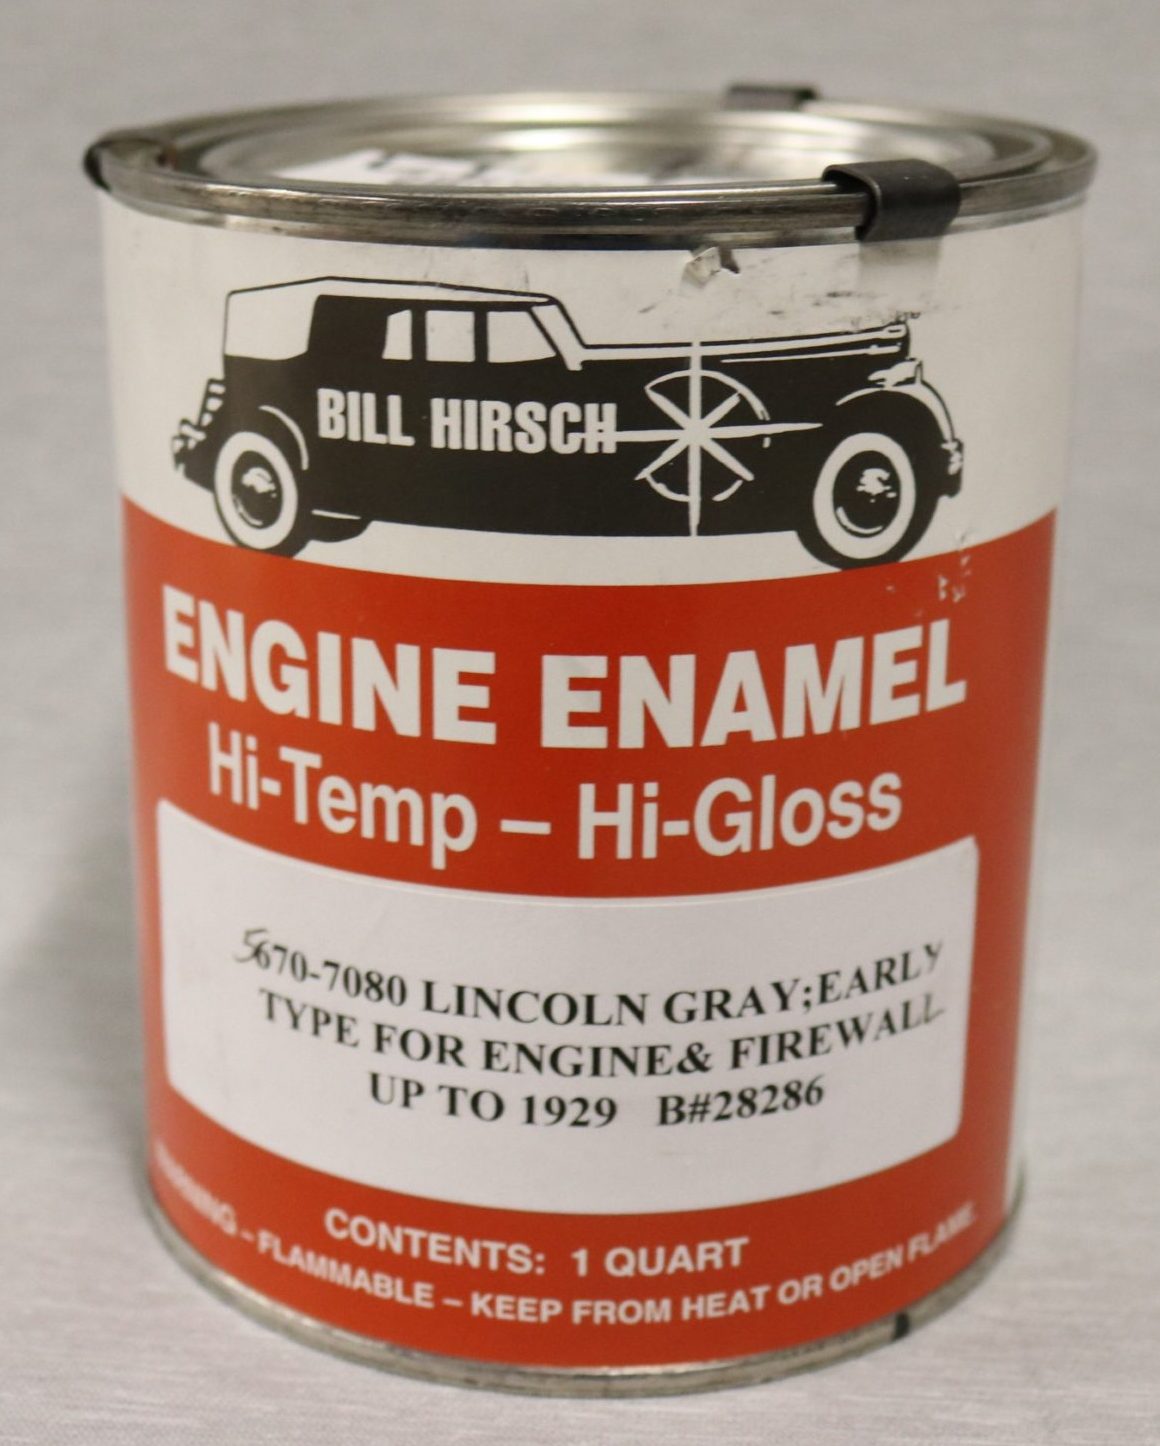 BILL HIRSCH
ENGINE ENAMEL
Hi-Temp – Hi-Gloss
5670-7080 LINCOLN GRAY;EARLY
TYPE FOR ENGINE& FIREWALL
UP TO 1929 B#28286
CONTENTS: 1 QUART
WARNING – FLAMMABLE – KEEP FROM HEAT OR OPEN FLAME